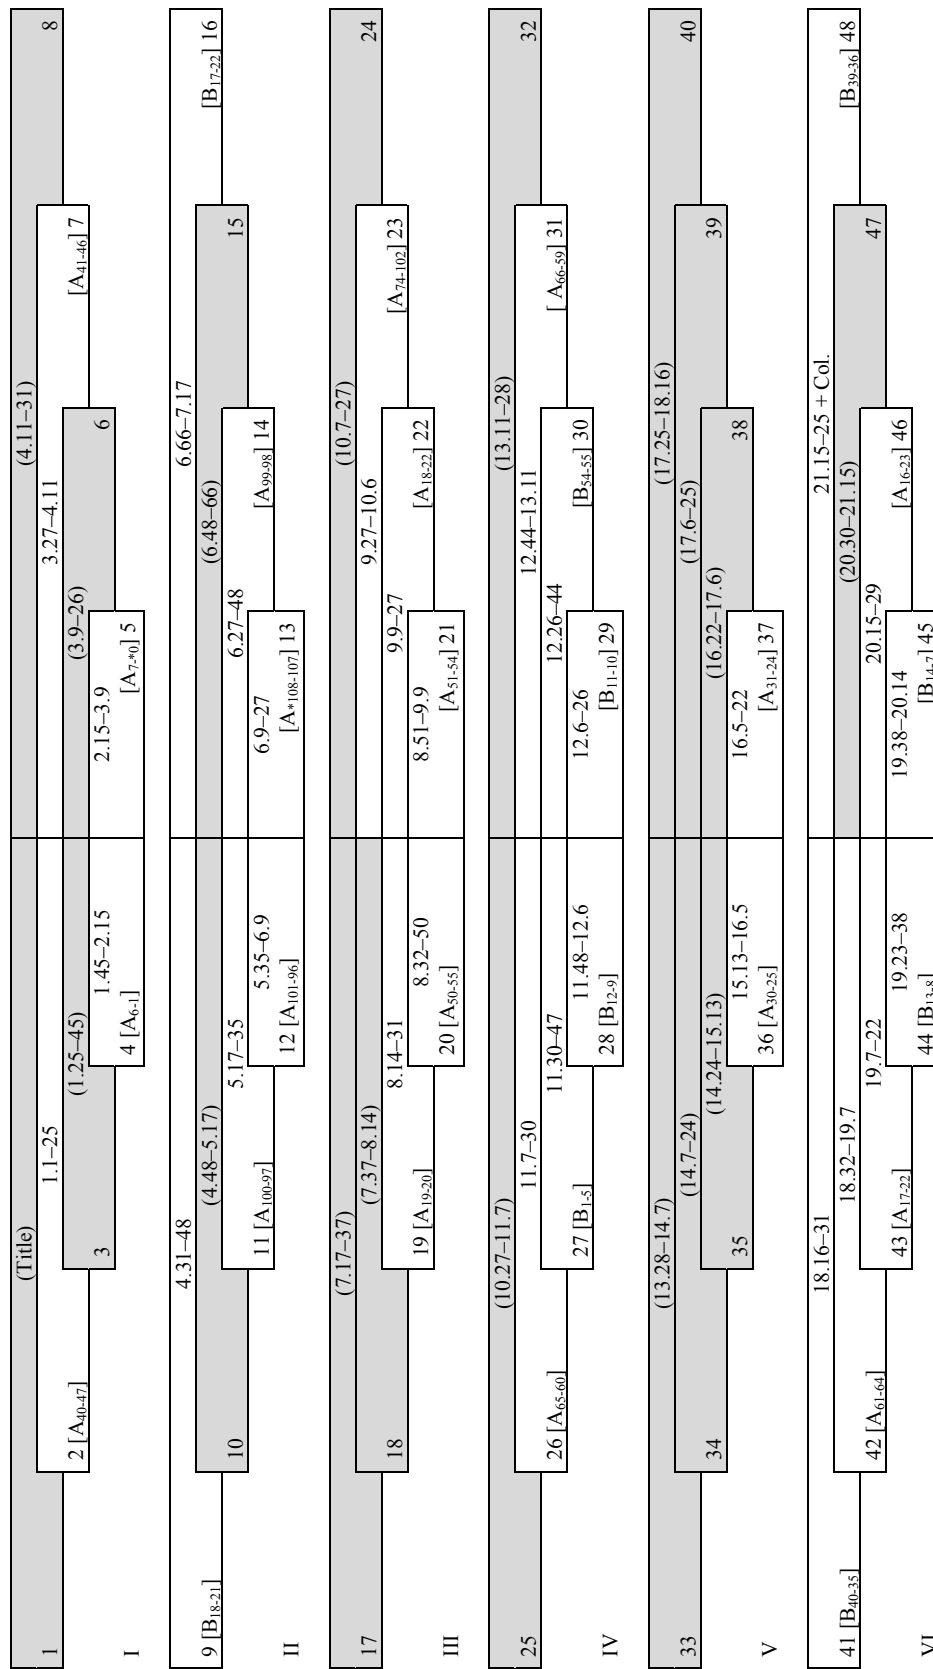 1 (Title) (4.11–31) 8
1.1–25 3.27–4.11
2 [A40-47] [A41-46] 7
(1.25–45) (3.9–26)
3 6
1.45–2.15 2.15–3.9
4 [A6-1] [A7-*0] 5
I
4.31–48 6.66–7.17
9 [B18-21] [B17-22] 16
(4.48–5.17) (6.48–66)
10 15
5.17–35 6.27–48
11 [A100-97] [A99-98] 14
5.35–6.9 6.9–27
12 [A101-96] [A*108-107] 13
II
(7.17–37) (10.7–27)
17 24
(7.37–8.14) 9.27–10.6
18 [A74-102] 23
8.14–31 9.9–27
19 [A19-20] [A18-22] 22
8.32–50 8.51–9.9
20 [A50-55] [A51-54] 21
III
(10.27–11.7) (13.11–28)
25 32
11.7–30 12.44–13.11
26 [A65-60] [ A66-59] 31
11.30–47 12.26–44
27 [B1-5] [B54-55] 30
11.48–12.6 12.6–26
28 [B12-9] [B11-10] 29
IV
(13.28–14.7) (17.25–18.16)
33 40
(14.7–24) (17.6–25)
34 39
(14.24–15.13) (16.22–17.6)
35 38
15.13–16.5 16.5–22
36 [A30-25] [A31-24] 37
V
18.16–31 21.15–25 + Col.
41 [B40-35] [B39-36] 48
18.32–19.7 (20.30–21.15)
42 [A61-64] 47
19.7–22 20.15–29
43 [A17-22] [A16-23] 46
19.23–38 19.38–20.14
44 [B13-8] [B14-7] 45
VI